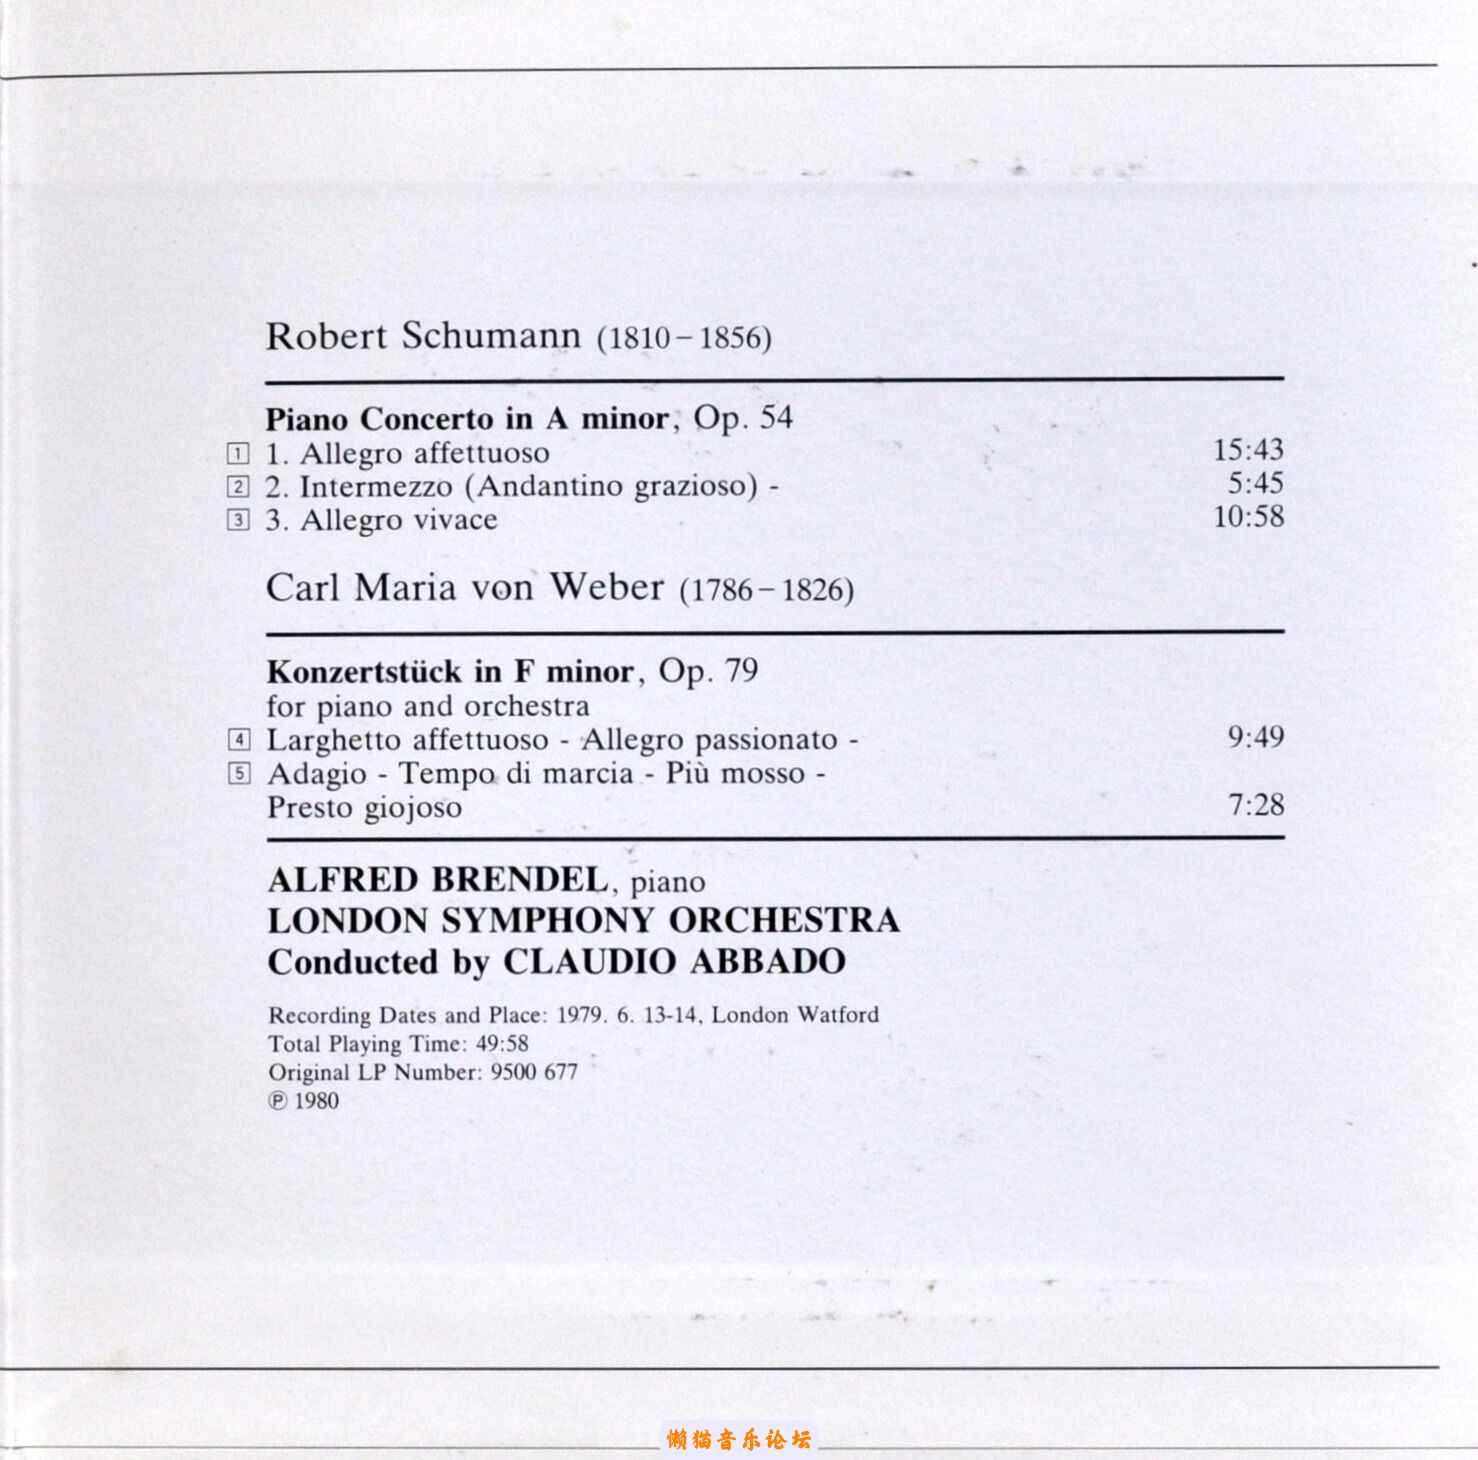 Robert Schumann (1810–1856)
Piano Concerto in A minor, Op. 54
1 1. Allegro affettuoso 15:43
2 2. Intermezzo (Andantino grazioso) - 5:45
3 3. Allegro vivace 10:58
Carl Maria von Weber (1786–1826)
Konzertstück in F minor, Op. 79
for piano and orchestra
4 Larghetto affettuoso - Allegro passionato - 9:49
5 Adagio - Tempo di marcia - Più mosso -
Presto giojoso 7:28
ALFRED BRENDEL, piano
LONDON SYMPHONY ORCHESTRA
Conducted by CLAUDIO ABBADO
Recording Dates and Place: 1979. 6. 13-14, London Watford
Total Playing Time: 49:58
Original LP Number: 9500 677
℗ 1980
懒猫音乐论坛